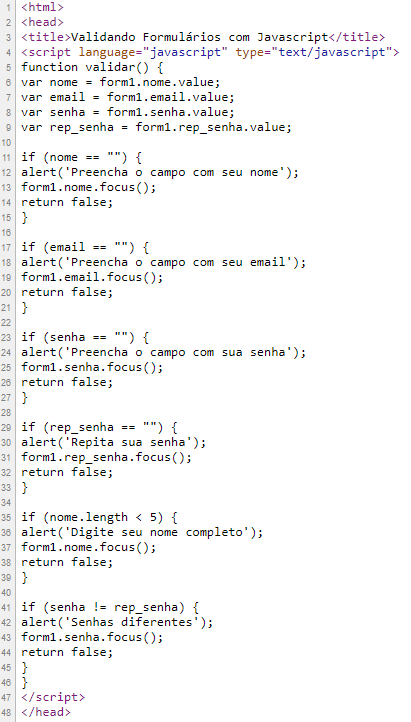 1 <html>
2 <head>
3 <title>Validando Formulários com Javascript</title>
4 <script language="javascript" type="text/javascript">
5 function validar() {
6 var nome = form1.nome.value;
7 var email = form1.email.value;
8 var senha = form1.senha.value;
9 var rep_senha = form1.rep_senha.value;
10
11 if (nome == "") {
12 alert('Preencha o campo com seu nome');
13 form1.nome.focus();
14 return false;
15 }
16
17 if (email == "") {
18 alert('Preencha o campo com seu email');
19 form1.email.focus();
20 return false;
21 }
22
23 if (senha == "") {
24 alert('Preencha o campo com sua senha');
25 form1.senha.focus();
26 return false;
27 }
28
29 if (rep_senha == "") {
30 alert('Repita sua senha');
31 form1.rep_senha.focus();
32 return false;
33 }
34
35 if (nome.length < 5) {
36 alert('Digite seu nome completo');
37 form1.nome.focus();
38 return false;
39 }
40
41 if (senha != rep_senha) {
42 alert('Senhas diferentes');
43 form1.senha.focus();
44 return false;
45 }
46 }
47 </script>
48 </head>